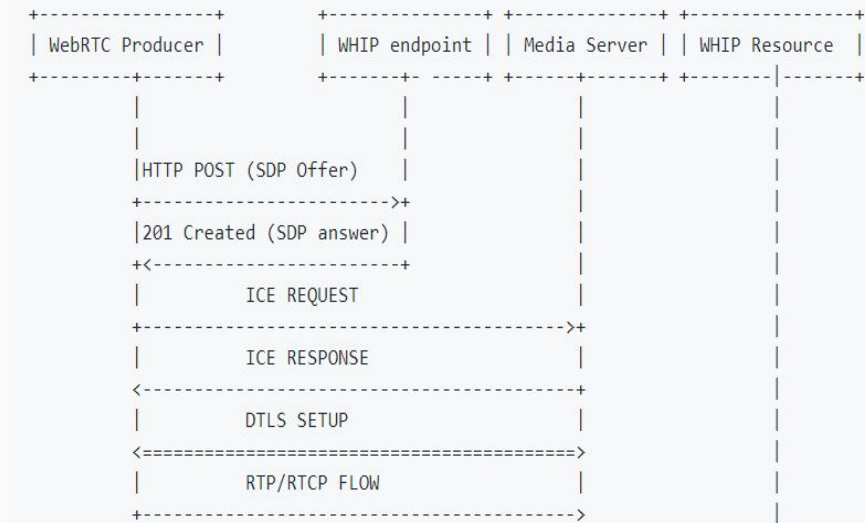 WebRTC Producer | WHIP endpoint | Media Server | WHIP Resource
HTTP POST (SDP Offer)
201 Created (SDP answer)
ICE REQUEST
ICE RESPONSE
DTLS SETUP
RTP/RTCP FLOW